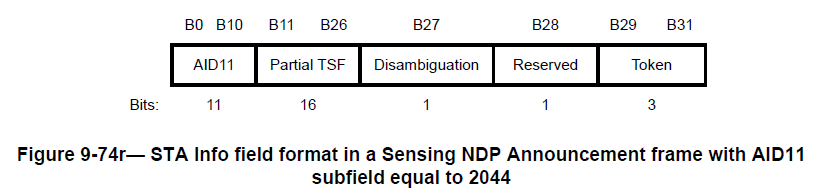 B0 B10 B11 B26 B27 B28 B29 B31
AID11 Partial TSF Disambiguation Reserved Token
Bits: 11 16 1 1 3
Figure 9-74r— STA Info field format in a Sensing NDP Announcement frame with AID11
subfield equal to 2044